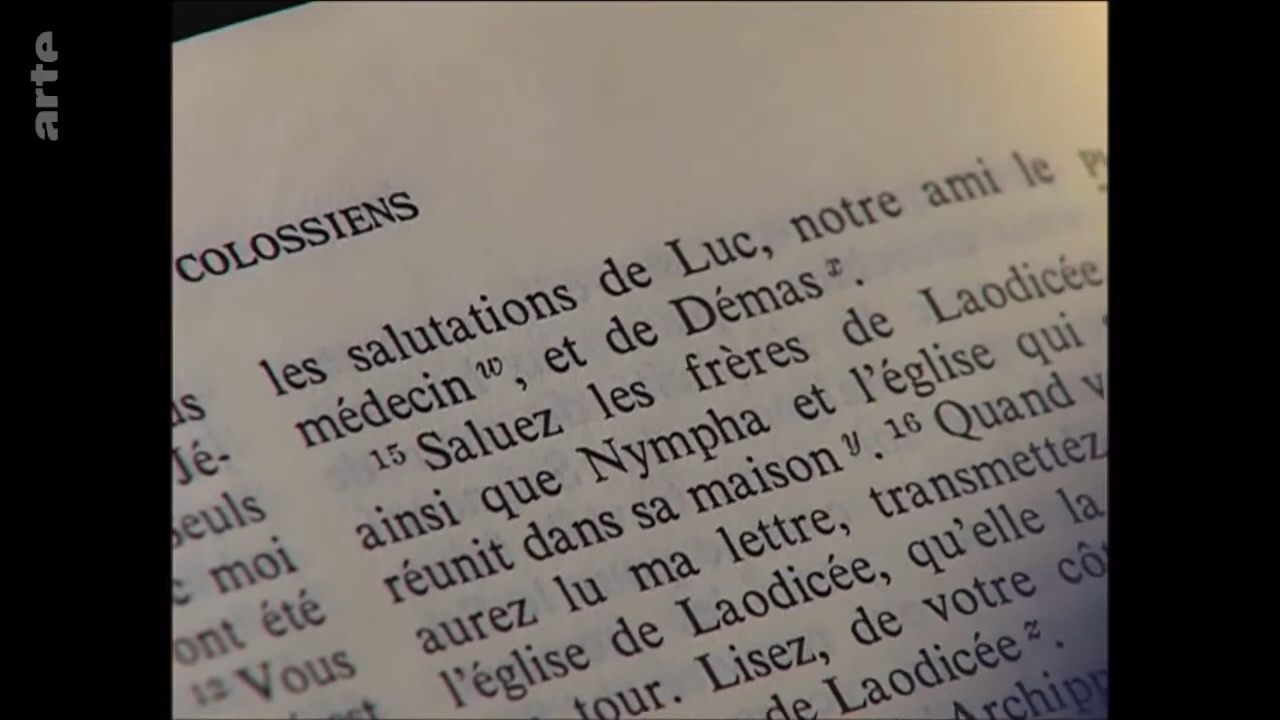 arte
COLOSSIENS
les salutations de Luc, notre ami le
médecin w, et de Démas x.
15 Saluez les frères de Laodicée
ainsi que Nympha et l'église qui
réunit dans sa maison y. 16 Quand
aurez lu ma lettre, transmettez
l'église de Laodicée, qu'elle la
tour. Lisez, de votre
de Laodicée z.
Jé-
moi
ont été
12 Vous